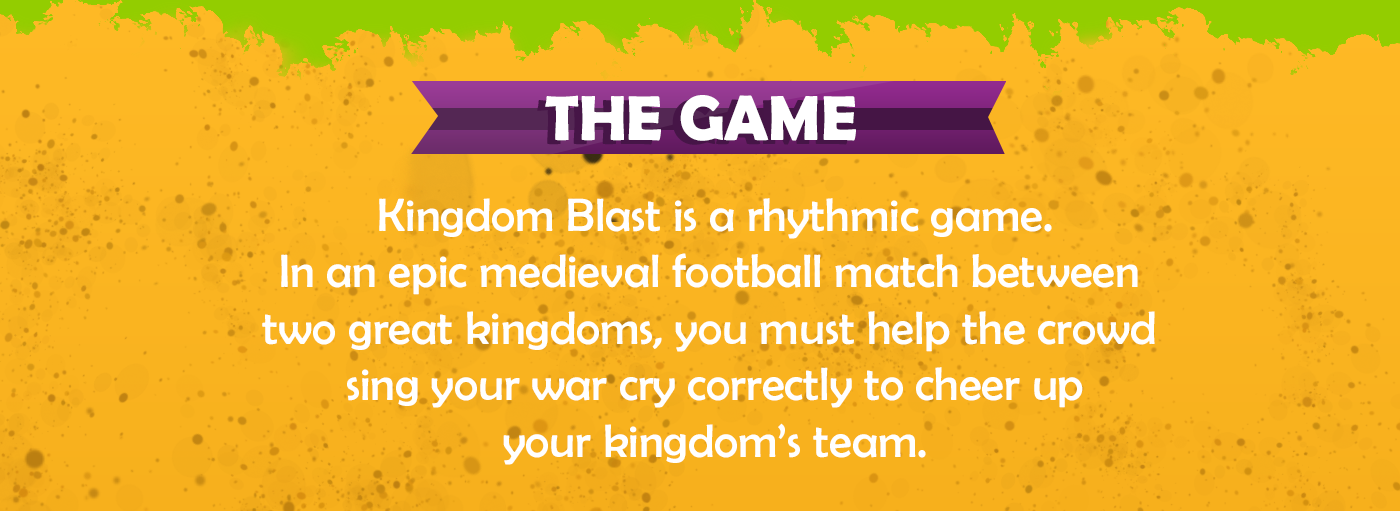 THE GAME
Kingdom Blast is a rhythmic game.
In an epic medieval football match between
two great kingdoms, you must help the crowd
sing your war cry correctly to cheer up
your kingdom’s team.